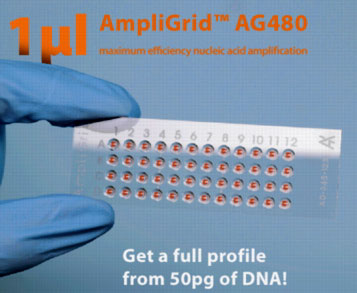 1µl
AmpliGrid™ AG480
maximum efficiency nucleic acid amplification
1 2 3 4 5 6 7 8 9 10 11 12
A
Get a full profile
from 50pg of DNA!